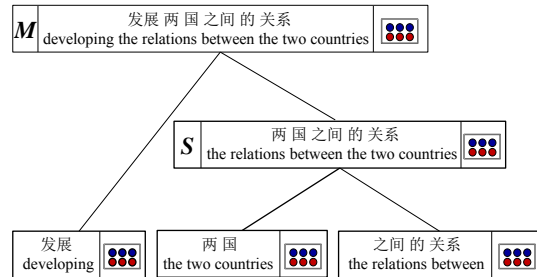 M
发展 两 国 之间 的 关系
developing the relations between the two countries
S
两 国 之间 的 关系
the relations between the two countries
发展
developing
两 国
the two countries
之间 的 关系
the relations between